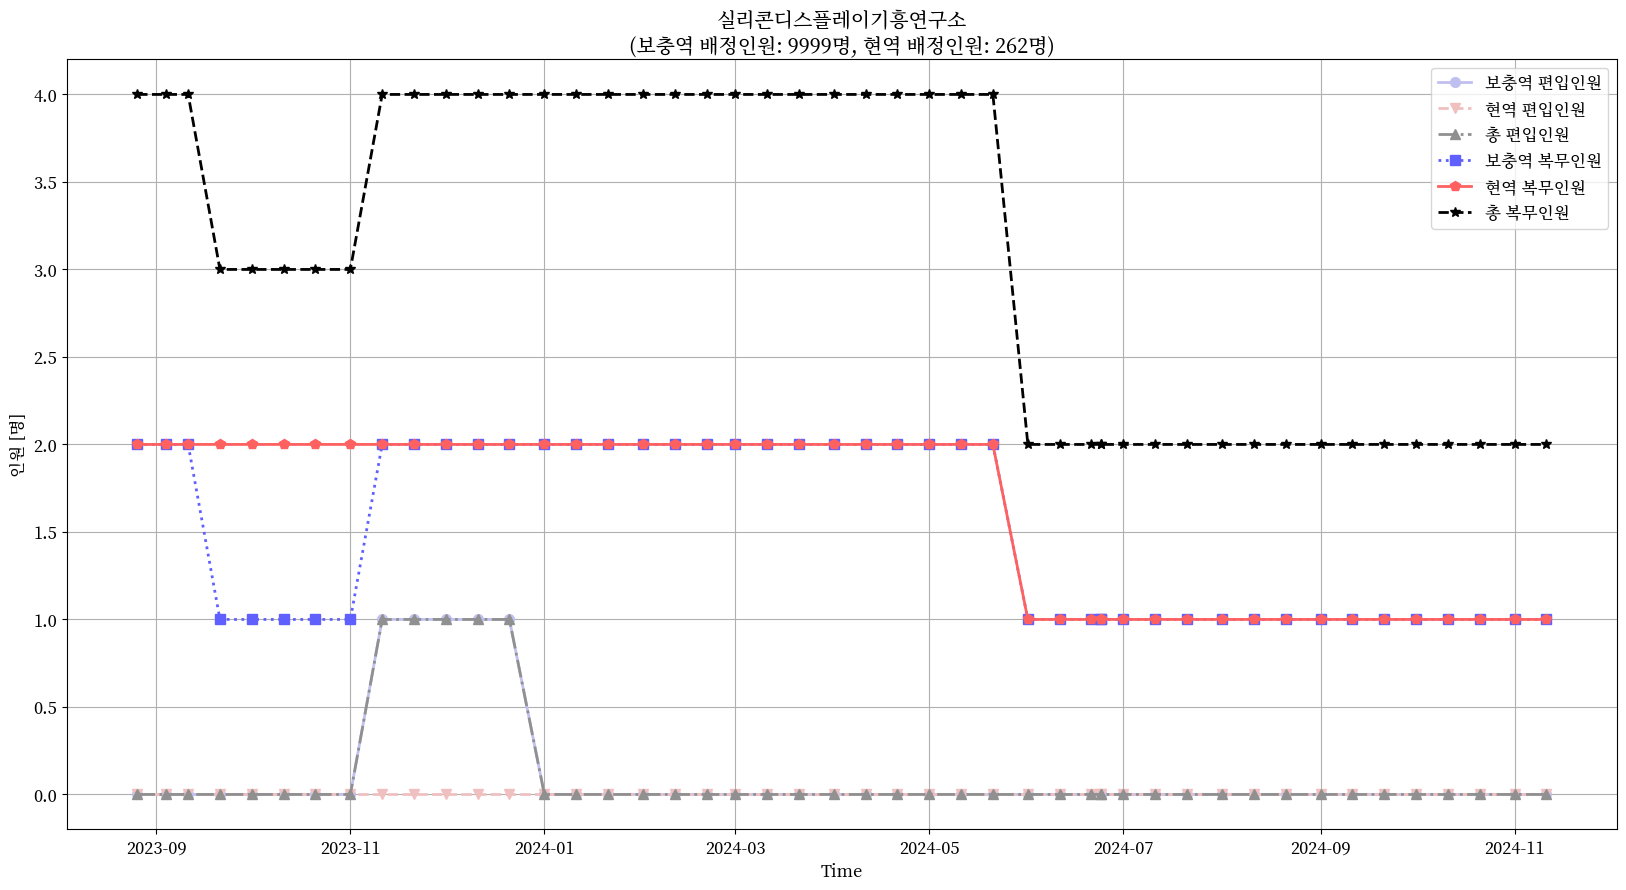 실리콘디스플레이기흥연구소
(보충역 배정인원: 9999명, 현역 배정인원: 262명)
보충역 편입인원
현역 편입인원
총 편입인원
보충역 복무인원
현역 복무인원
총 복무인원
인원 [명]
4.0
3.5
3.0
2.5
2.0
1.5
1.0
0.5
0.0
2023-09 2023-11 2024-01 2024-03 2024-05 2024-07 2024-09 2024-11
Time